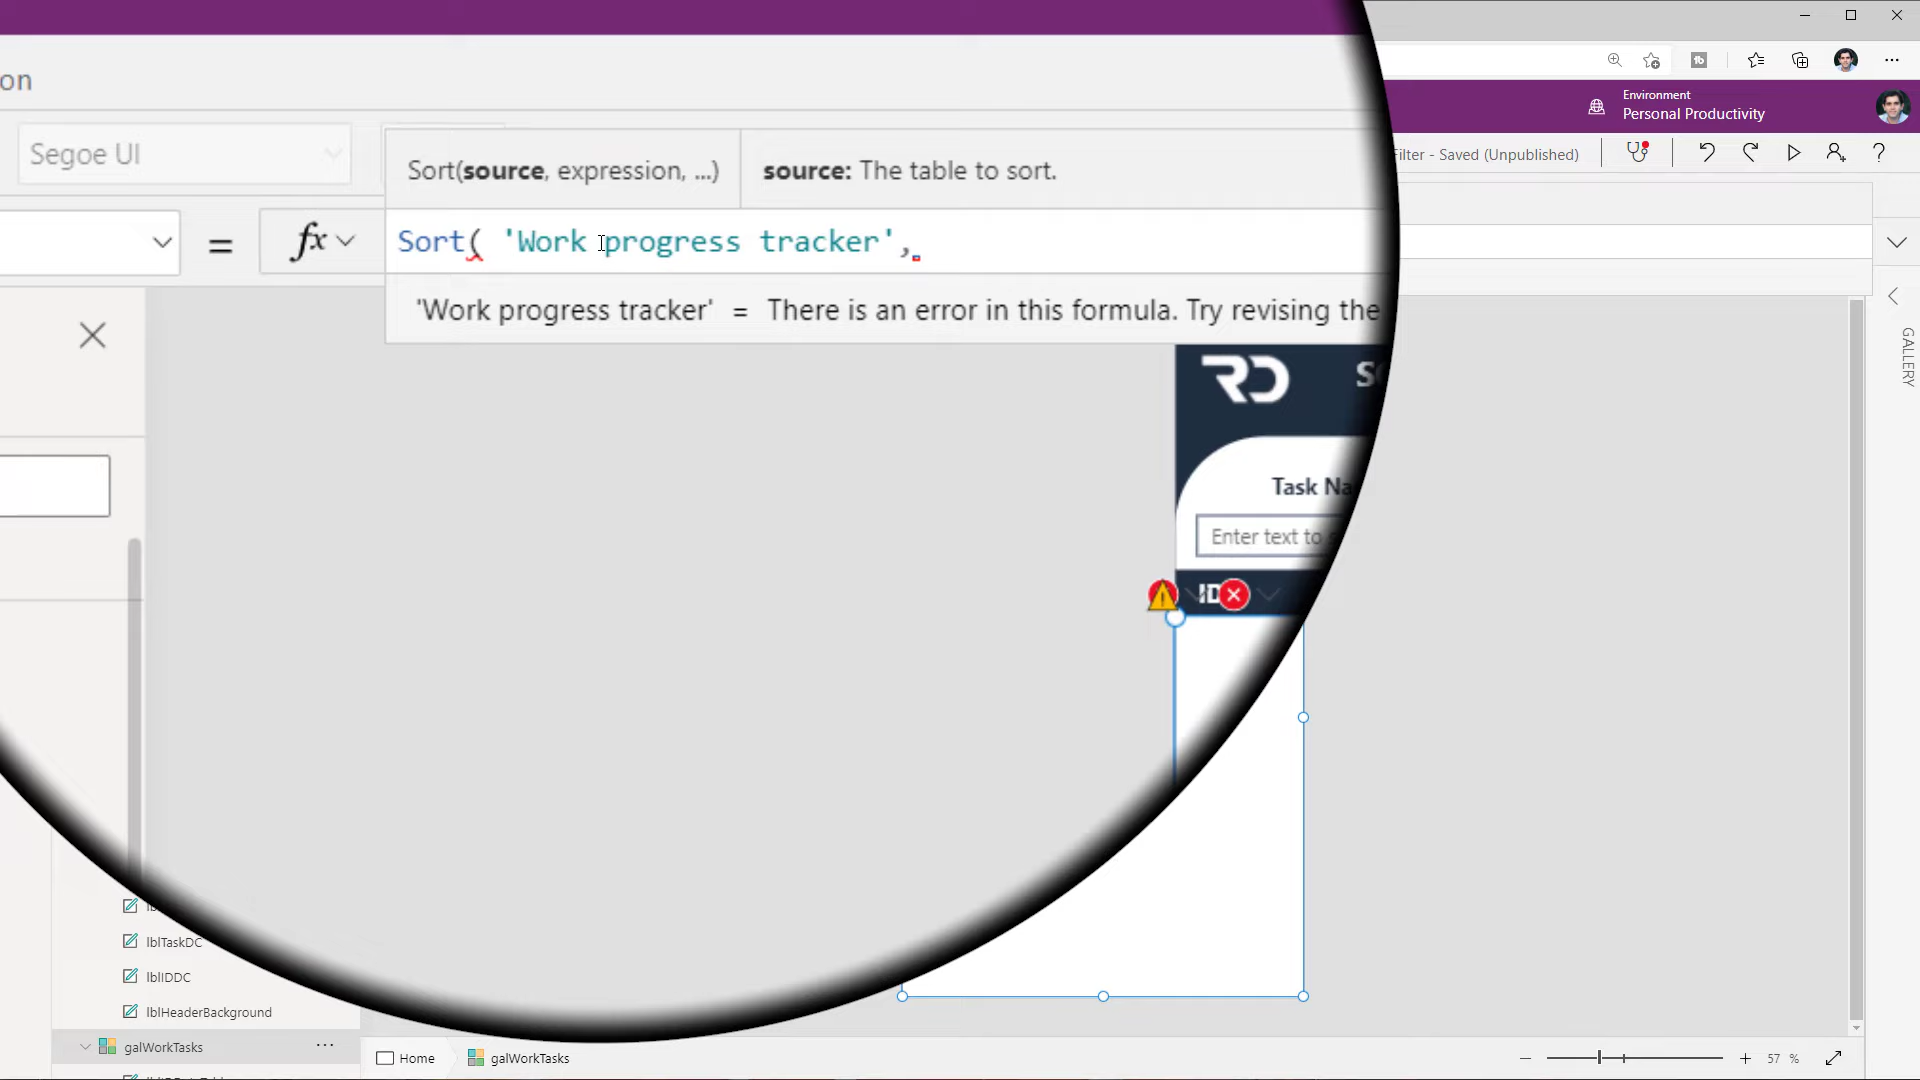 on
Environment
Personal Productivity
Segoe UI
Sort(source, expression, ...)
source: The table to sort.
ilter - Saved (Unpublished)
?
= fx Sort( 'Work progress tracker',
'Work progress tracker' = There is an error in this formula. Try revising the
GALLERY
RD
Task Na
Enter text to
ID
lblTaskDC
lblIDDC
lblHeaderBackground
galWorkTasks
Home
galWorkTasks
57 %